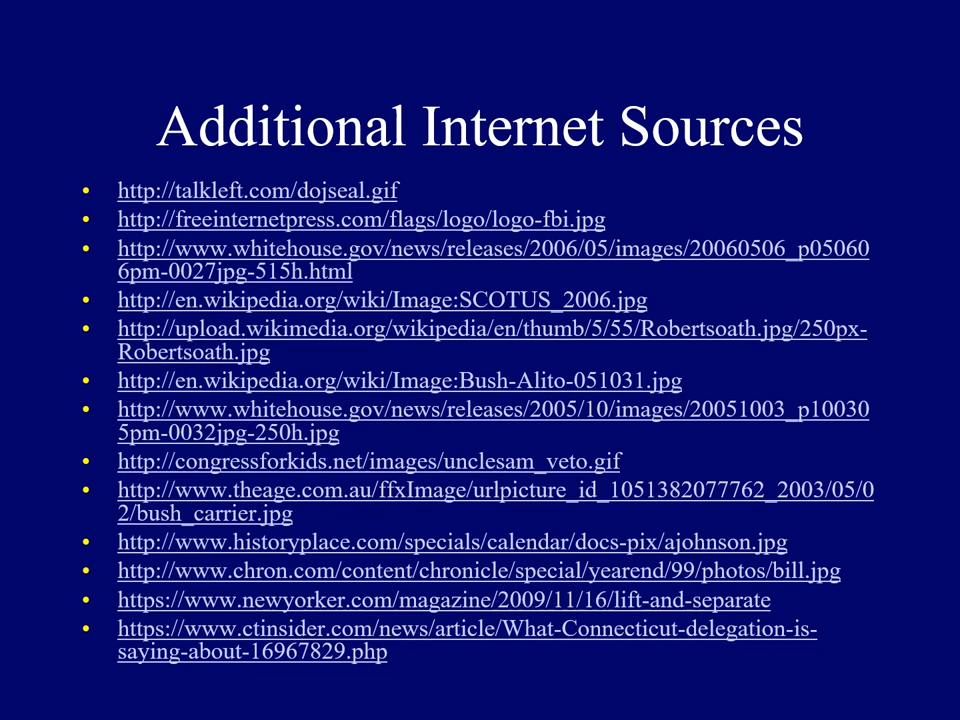 Additional Internet Sources
• http://talkleft.com/dojseal.gif
• http://freeinternetpress.com/flags/logo/logo-fbi.jpg
• http://www.whitehouse.gov/news/releases/2006/05/images/20060506_p05060
6pm-0027jpg-515h.html
• http://en.wikipedia.org/wiki/Image:SCOTUS_2006.jpg
• http://upload.wikimedia.org/wikipedia/en/thumb/5/55/Robertsoath.jpg/250px-
Robertsoath.jpg
• http://en.wikipedia.org/wiki/Image:Bush-Alito-051031.jpg
• http://www.whitehouse.gov/news/releases/2005/10/images/20051003_p10030
5pm-0032jpg-250h.jpg
• http://congressforkids.net/images/unclesam_veto.gif
• http://www.theage.com.au/ffxImage/urlpicture_id_1051382077762_2003/05/0
2/bush_carrier.jpg
• http://www.historyplace.com/specials/calendar/docs-pix/ajohnson.jpg
• http://www.chron.com/content/chronicle/special/yearend/99/photos/bill.jpg
• https://www.newyorker.com/magazine/2009/11/16/lift-and-separate
• https://www.ctinsider.com/news/article/What-Connecticut-delegation-is-
saying-about-16967829.php